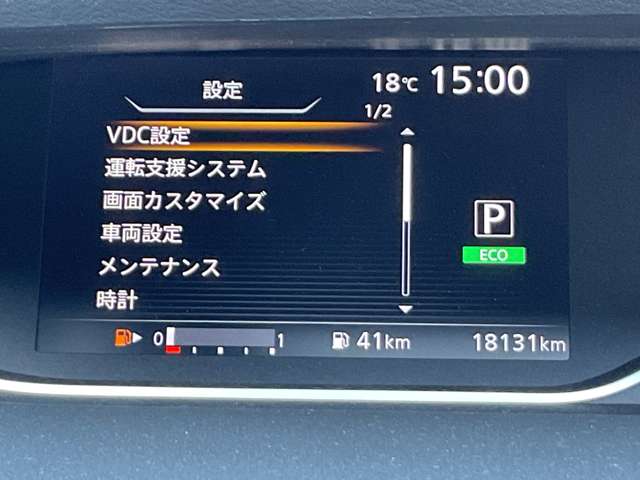 設定
18℃ 15:00
1/2
VDC設定
運転支援システム
画面カスタマイズ
車両設定
メンテナンス
時計
P
ECO
0 1 41km 18131km